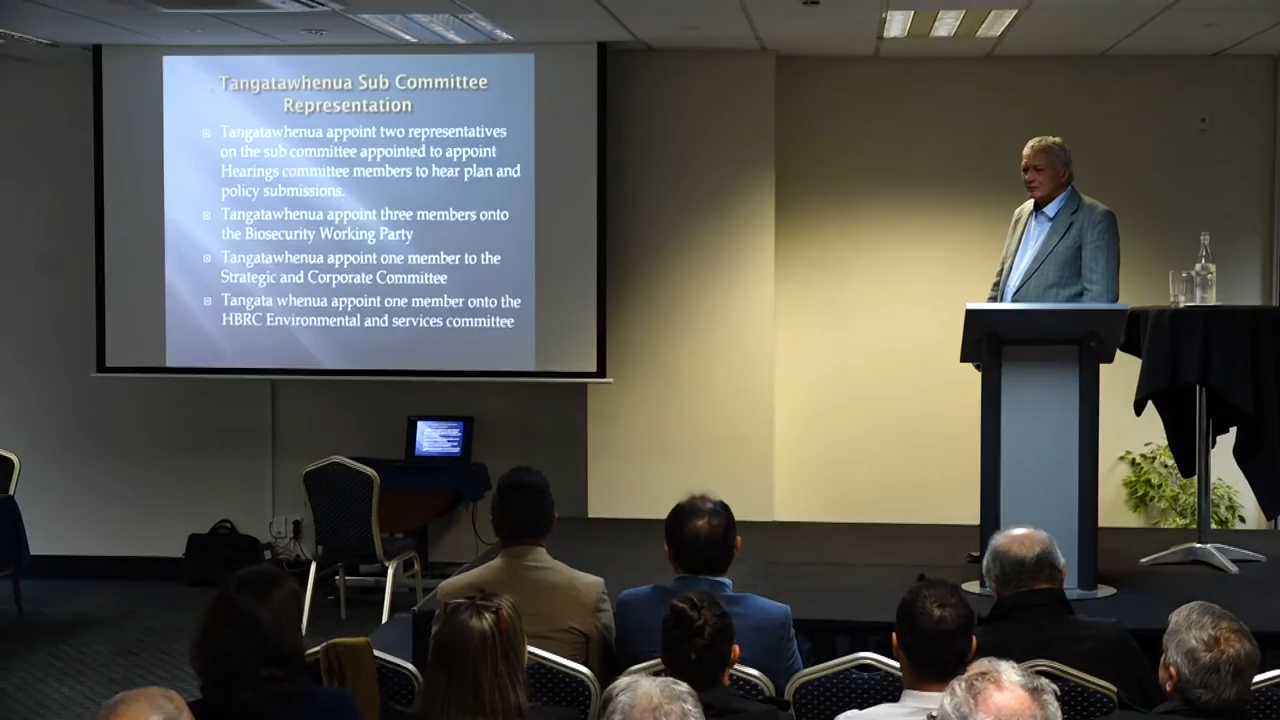 Tangatawhenua Sub Committee
Representation
Tangatawhenua appoint two representatives
on the sub committee appointed to appoint
Hearings committee members to hear plan and
policy submissions.
Tangatawhenua appoint three members onto
the Biosecurity Working Party
Tangatawhenua appoint one member to the
Strategic and Corporate Committee
Tangata whenua appoint one member onto the
HBRC Environmental and services committee